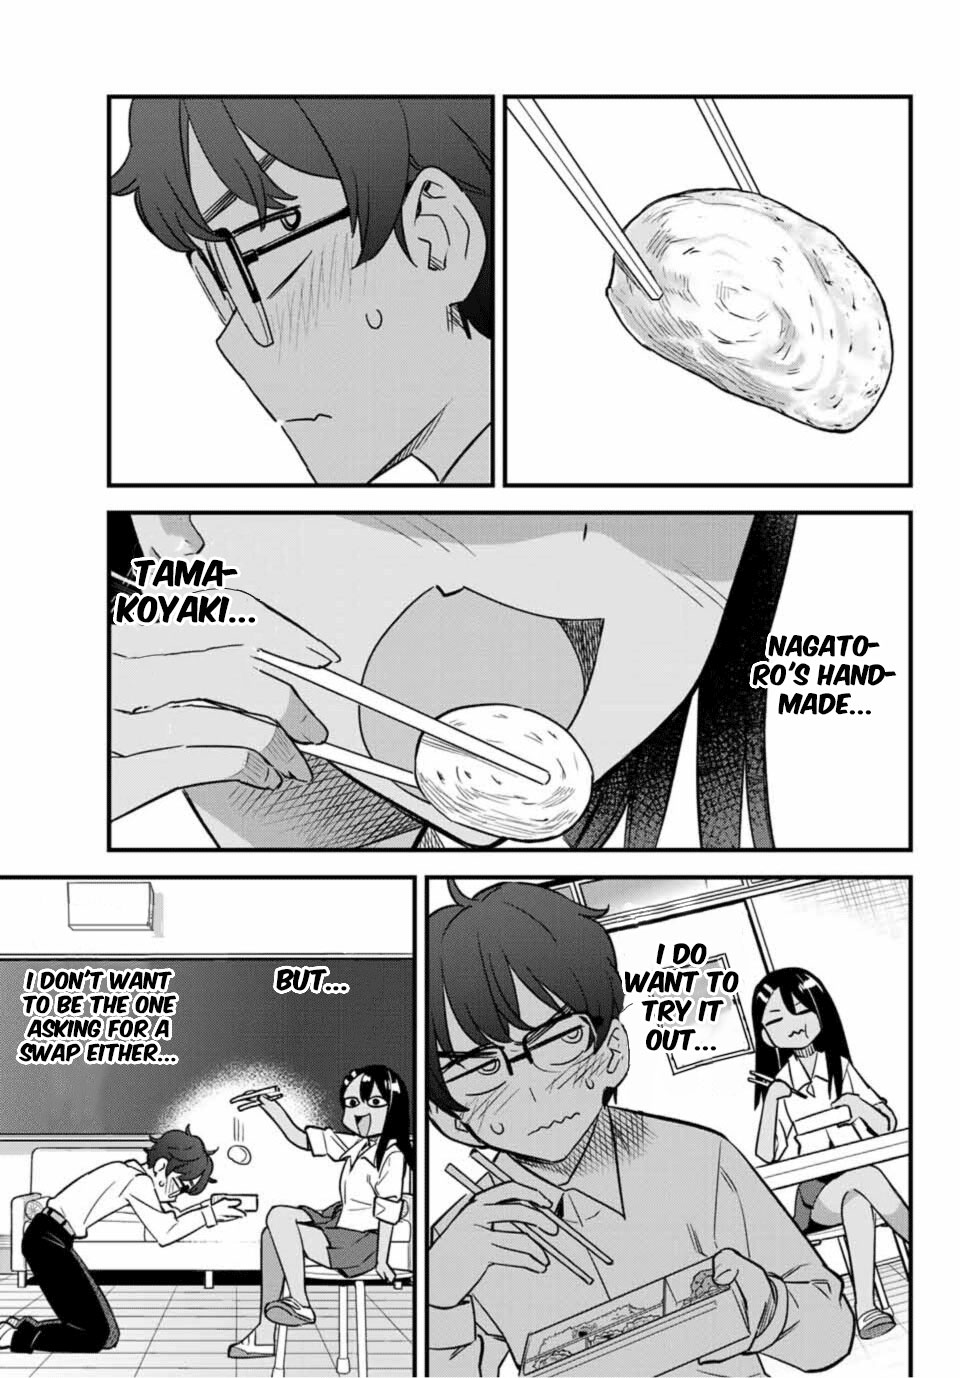 NAGATO-
RO'S HAND-
MADE...
TAMA-
KOYAKI...
I DO
WANT TO
TRY IT
OUT...
BUT...
I DON'T WANT
TO BE THE ONE
ASKING FOR A
SWAP EITHER...